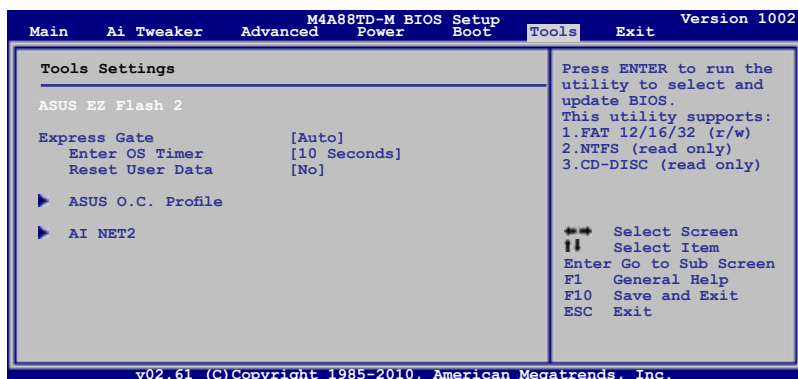 M4A88TD-M BIOS Setup Version 1002
Main Ai Tweaker Advanced Power Boot Tools Exit
Tools Settings
ASUS EZ Flash 2
Express Gate [Auto]
Enter OS Timer [10 Seconds]
Reset User Data [No]
ASUS O.C. Profile
AI NET2
Press ENTER to run the
utility to select and
update BIOS.
This utility supports:
1.FAT 12/16/32 (r/w)
2.NTFS (read only)
3.CD-DISC (read only)
Select Screen
Select Item
Enter Go to Sub Screen
F1 General Help
F10 Save and Exit
ESC Exit
v02.61 (C)Copyright 1985-2010, American Megatrends, Inc.